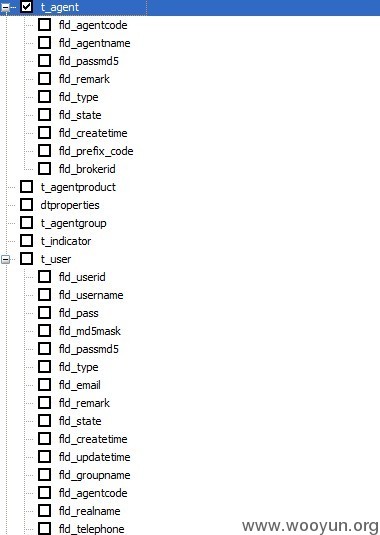 t_agent
fld_agentcode
fld_agentname
fld_passmd5
fld_remark
fld_type
fld_state
fld_createtime
fld_prefix_code
fld_brokerid
t_agentproduct
dtproperties
t_agentgroup
t_indicator
t_user
fld_userid
fld_username
fld_pass
fld_md5mask
fld_passmd5
fld_type
fld_email
fld_remark
fld_state
fld_createtime
fld_updatetime
fld_groupname
fld_agentcode
fld_realname
fld_telephone
www.wooyun.org